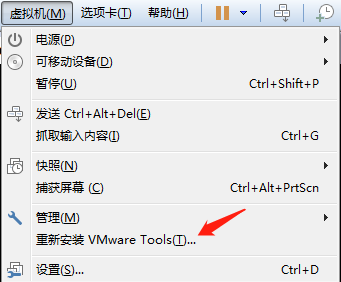 虚拟机(M) 选项卡(T) 帮助(H)
电源(P)
可移动设备(D)
暂停(U) Ctrl+Shift+P
发送 Ctrl+Alt+Del(E)
抓取输入内容(I) Ctrl+G
快照(N)
捕获屏幕 (C) Ctrl+Alt+PrtScn
管理(M)
重新安装 VMware Tools(T)...
设置(S)... Ctrl+D